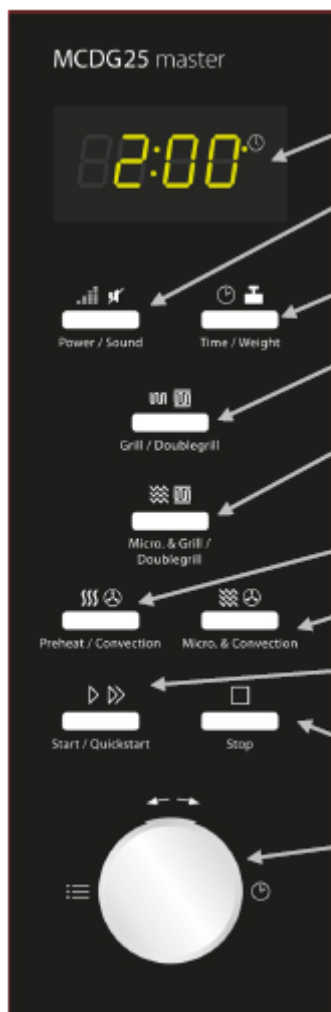 MCDG25 master
2:00
Power / Sound
Time / Weight
Grill / Doublegrill
Micro. & Grill /
Doublegrill
Preheat / Convection
Micro. & Convection
Start / Quickstart
Stop